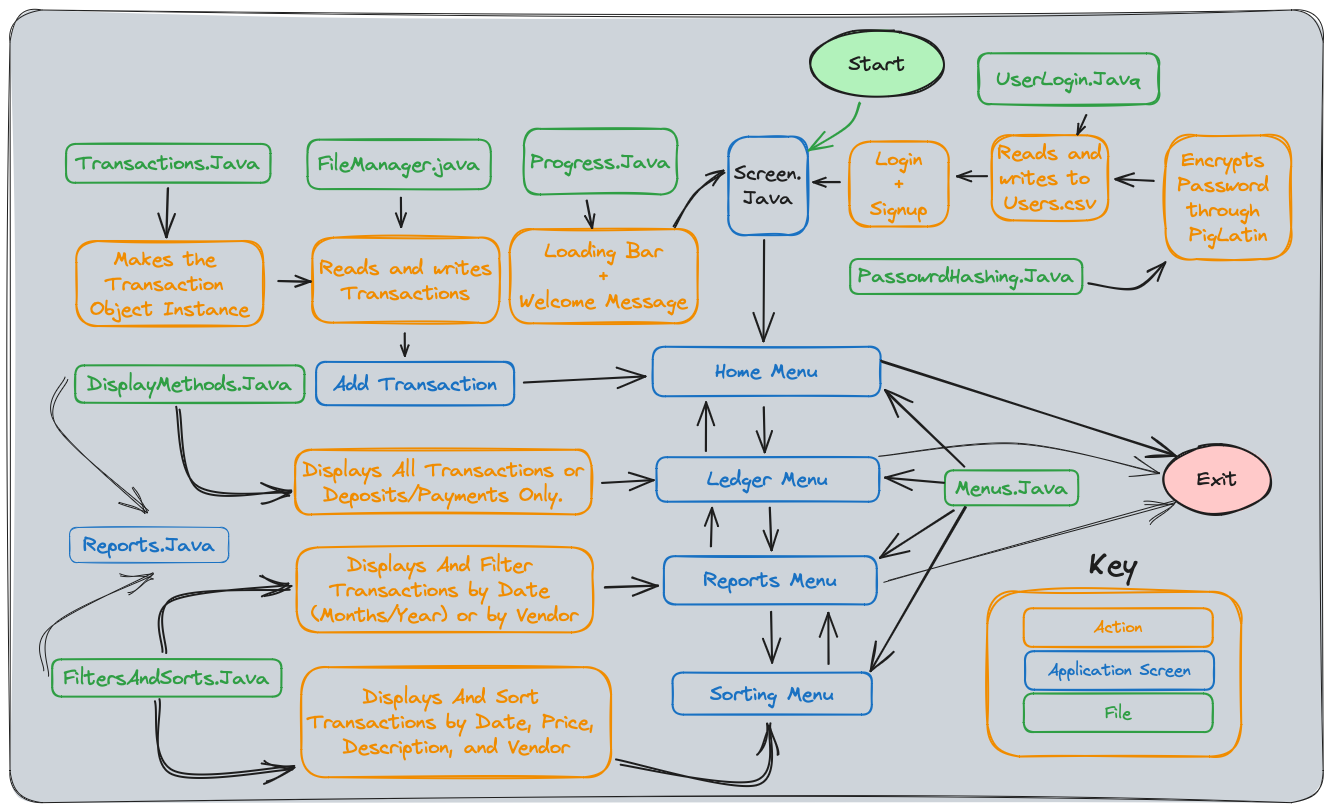 Start
UserLogin.Java
Transactions.Java
FileManager.java
Progress.Java
Screen.
Java
Login
+
Signup
Reads and
writes to
Users.csv
Encrypts
Password
through
PigLatin
Makes the
Transaction
Object Instance
Reads and writes
Transactions
Loading Bar
+
Welcome Message
PassowrdHashing.Java
DisplayMethods.Java
Add Transaction
Home Menu
Displays All Transactions or
Deposits/Payments Only.
Ledger Menu
Menus.Java
Exit
Reports.Java
Displays And Filter
Transactions by Date
(Months/Year) or by Vendor
Reports Menu
FiltersAndSorts.Java
Displays And Sort
Transactions by Date, Price,
Description, and Vendor
Sorting Menu
Key
Action
Application Screen
File